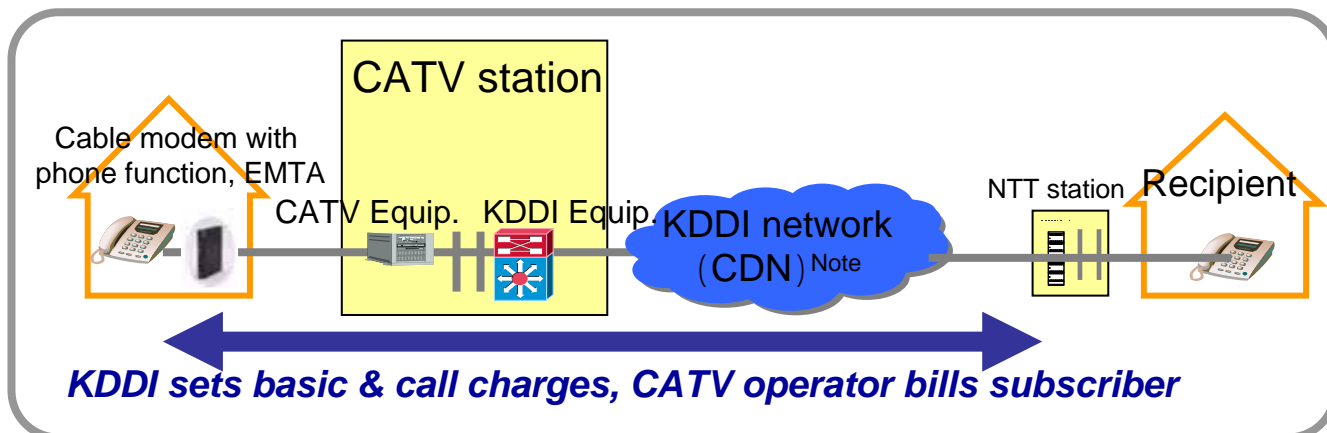 CATV station
Cable modem with
phone function, EMTA
CATV Equip.
KDDI Equip.
KDDI network
(CDN) Note
NTT station
Recipient
KDDI sets basic & call charges, CATV operator bills subscriber